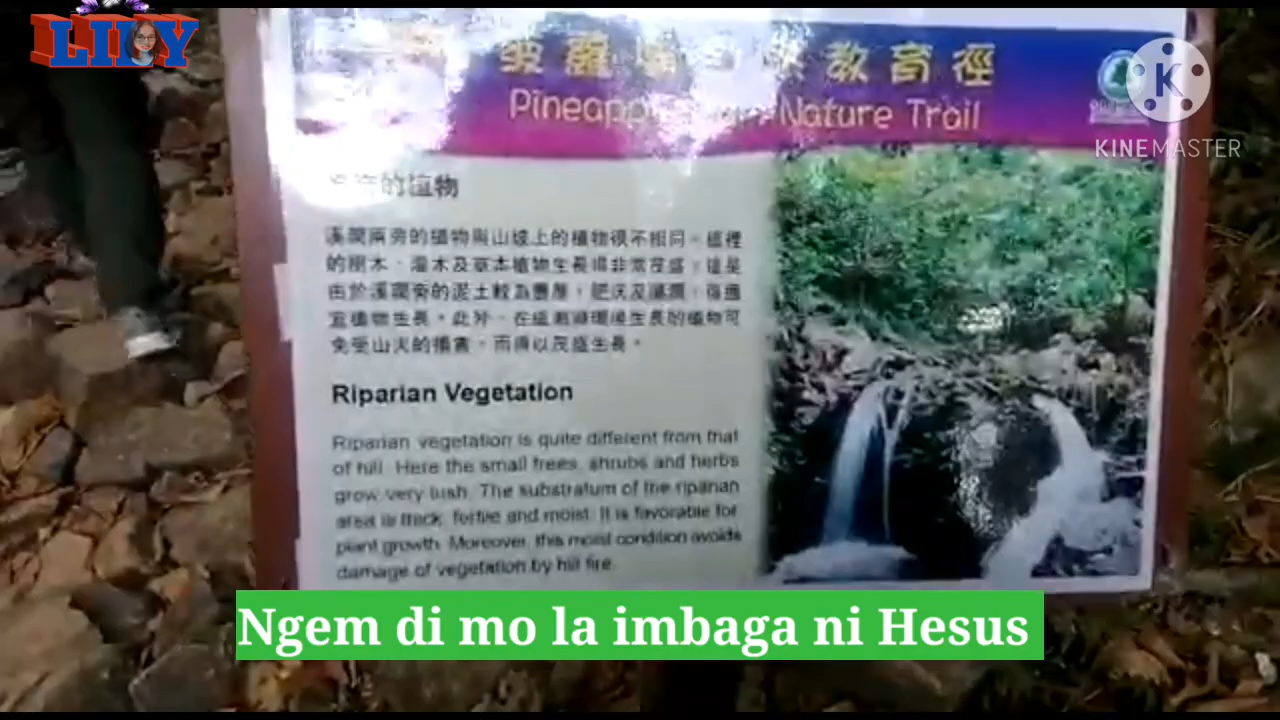 LILY
教育徑
Nature Trail
K
KINEMASTER
的植物
溪澗兩旁的植物與山坡上的植物很不相同。這裡
的樹木、灌木及草本植物生長得非常茂盛。這是
由於溪澗旁的泥土較為豐厚，肥沃及濕潤，得適
宜植物生長。此外，在這潮濕環境生長的植物可
免受山火的損害，而得以茂盛生長。
Riparian Vegetation
Riparian vegetation is quite different from that
of hill. Here the small trees, shrubs and herbs
grow very lush. The substratum of the riparian
area is thick, fertile and moist. It is favorable for
plant growth. Moreover, this moist condition avoids
damage of vegetation by hill fire.
Ngem di mo la imbaga ni Hesus